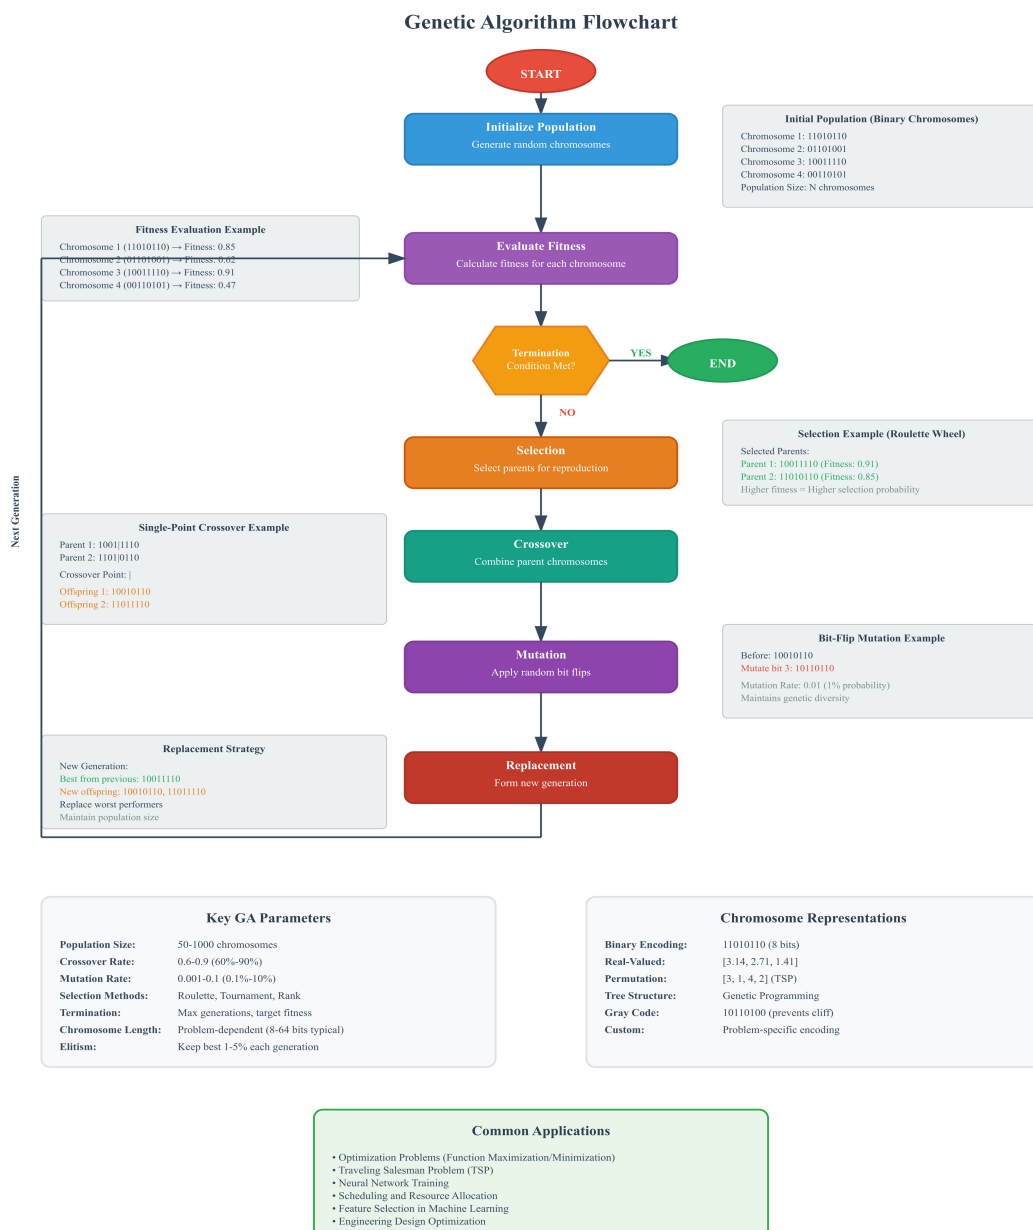 Genetic Algorithm Flowchart
START
Initialize Population
Generate random chromosomes
Initial Population (Binary Chromosomes)
Chromosome 1: 11010110
Chromosome 2: 01101001
Chromosome 3: 10011110
Chromosome 4: 00110101
Population Size: N chromosomes
Fitness Evaluation Example
Chromosome 1 (11010110) → Fitness: 0.85
Chromosome 2 (01101001) → Fitness: 0.62
Chromosome 3 (10011110) → Fitness: 0.91
Chromosome 4 (00110101) → Fitness: 0.47
Evaluate Fitness
Calculate fitness for each chromosome
Termination
Condition Met?
YES
END
NO
Selection
Select parents for reproduction
Selection Example (Roulette Wheel)
Selected Parents:
Parent 1: 10011110 (Fitness: 0.91)
Parent 2: 11010110 (Fitness: 0.85)
Higher fitness = Higher selection probability
Next Generation
Single-Point Crossover Example
Parent 1: 1001|1110
Parent 2: 1101|0110
Crossover Point: |
Offspring 1: 10010110
Offspring 2: 11011110
Crossover
Combine parent chromosomes
Mutation
Apply random bit flips
Bit-Flip Mutation Example
Before: 10010110
Mutate bit 3: 10110110
Mutation Rate: 0.01 (1% probability)
Maintains genetic diversity
Replacement Strategy
New Generation:
Best from previous: 10011110
New offspring: 10010110, 11011110
Replace worst performers
Maintain population size
Replacement
Form new generation
Key GA Parameters
Population Size: 50-1000 chromosomes
Crossover Rate: 0.6-0.9 (60%-90%)
Mutation Rate: 0.001-0.1 (0.1%-10%)
Selection Methods: Roulette, Tournament, Rank
Termination: Max generations, target fitness
Chromosome Length: Problem-dependent (8-64 bits typical)
Elitism: Keep best 1-5% each generation
Chromosome Representations
Binary Encoding: 11010110 (8 bits)
Real-Valued: [3.14, 2.71, 1.41]
Permutation: [3, 1, 4, 2] (TSP)
Tree Structure: Genetic Programming
Gray Code: 10110100 (prevents cliff)
Custom: Problem-specific encoding
Common Applications
• Optimization Problems (Function Maximization/Minimization)
• Traveling Salesman Problem (TSP)
• Neural Network Training
• Scheduling and Resource Allocation
• Feature Selection in Machine Learning
• Engineering Design Optimization